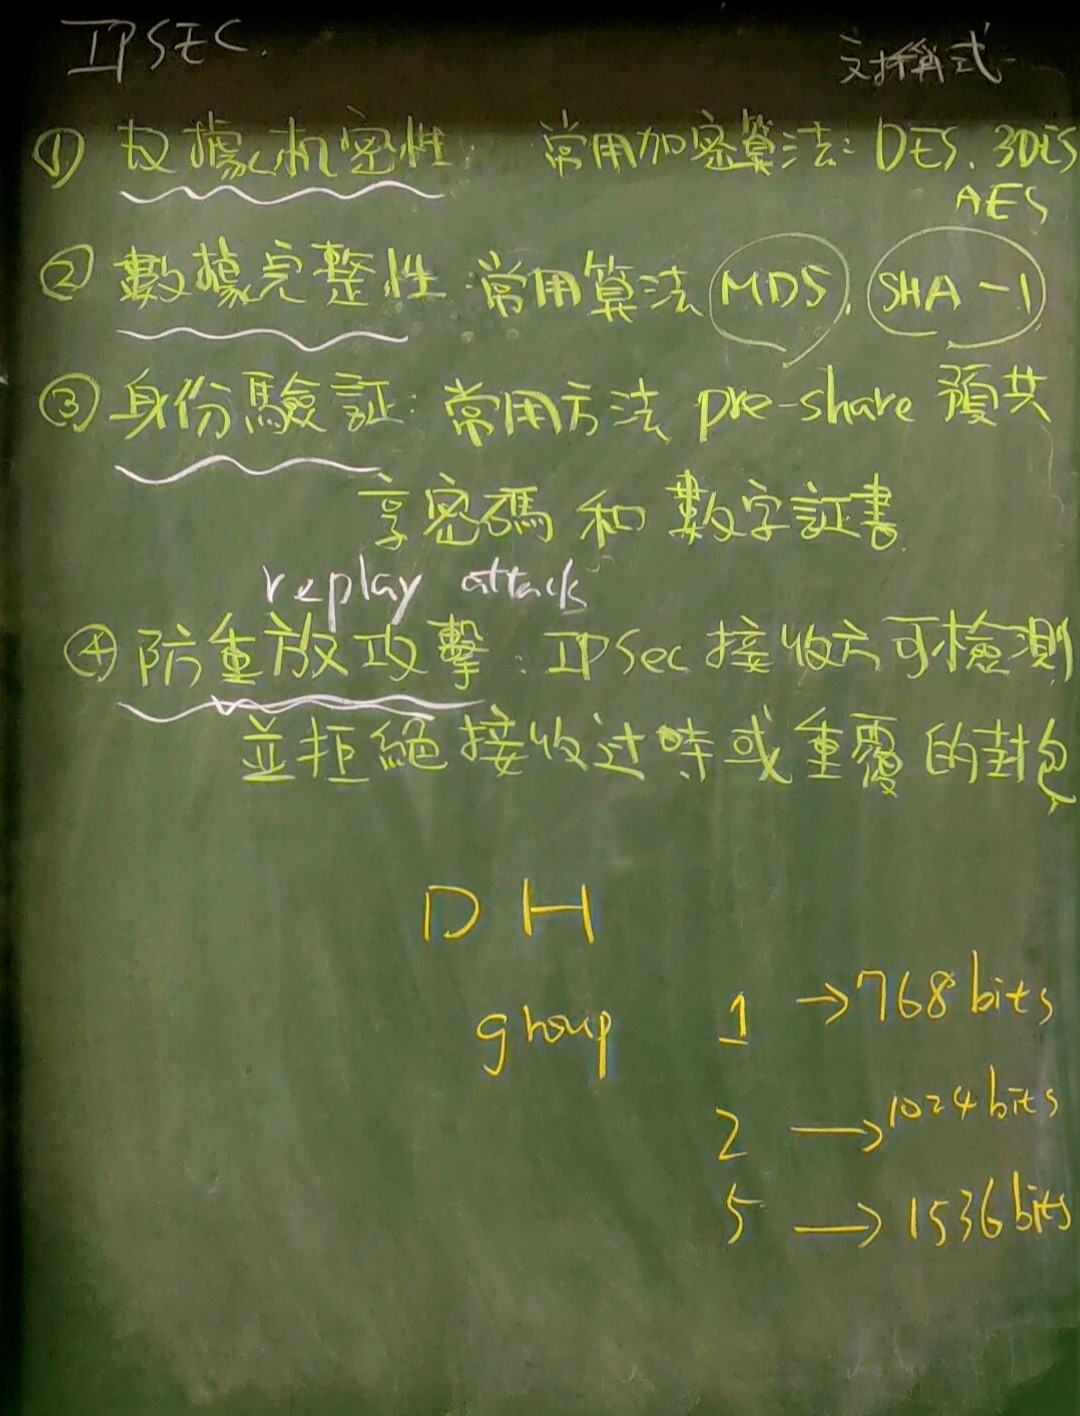 IPSEC.
对稱式
① 数據机密性 常用加密算法: DES、3DES
AES
② 數據完整性:常用算法 MD5、SHA-1
③ 身份驗証:常用方法 pre-share 預共
享密碼 和 數字証書
replay attack
④ 防重放攻擊:IPSec 接收方可檢測
並拒絕接收过時或重覆的封包
DH
group 1 → 768 bits
2 → 1024 bits
5 → 1536 bits